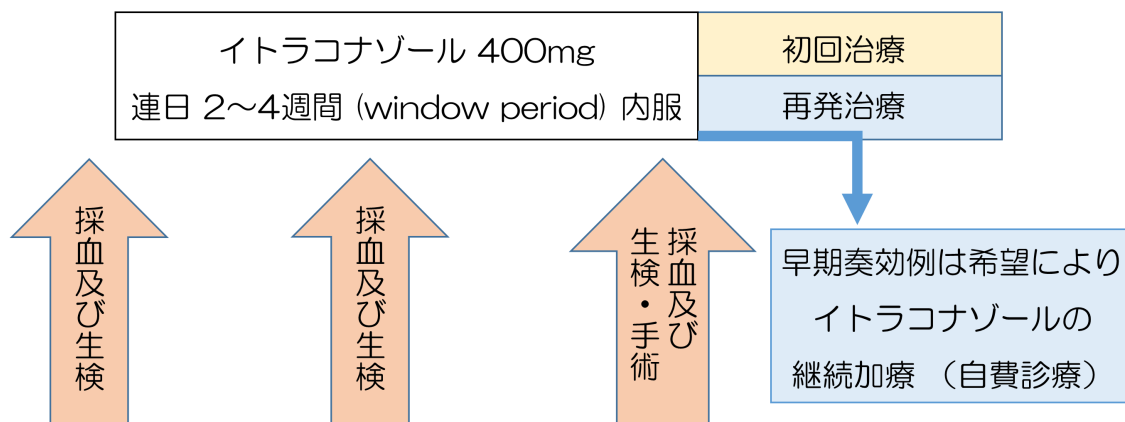 イトラコナゾール 400mg
連日 2～4週間 (window period) 内服
初回治療
再発治療
採血及び生検
採血及び生検
採血及び
生検・手術
早期奏効例は希望により
イトラコナゾールの
継続加療 （自費診療）